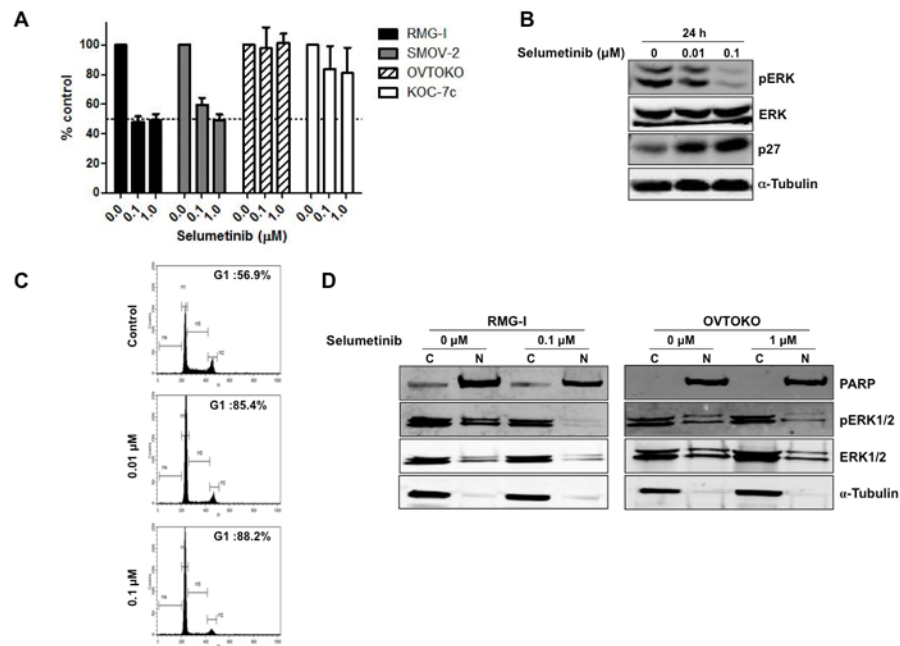 A
% control
100
80
60
40
20
0
0.0 0.1 1.0 0.0 0.1 1.0 0.0 0.1 1.0 0.0 0.1 1.0
Selumetinib (µM)
RMG-I
SMOV-2
OVTOKO
KOC-7c
B
24 h
Selumetinib (µM) 0 0.01 0.1
pERK
ERK
p27
α-Tubulin
C
Control
G1 :56.9%
0.01 µM
G1 :85.4%
0.1 µM
G1 :88.2%
D
RMG-I OVTOKO
Selumetinib 0 µM 0.1 µM 0 µM 1 µM
C N C N C N C N
PARP
pERK1/2
ERK1/2
α-Tubulin